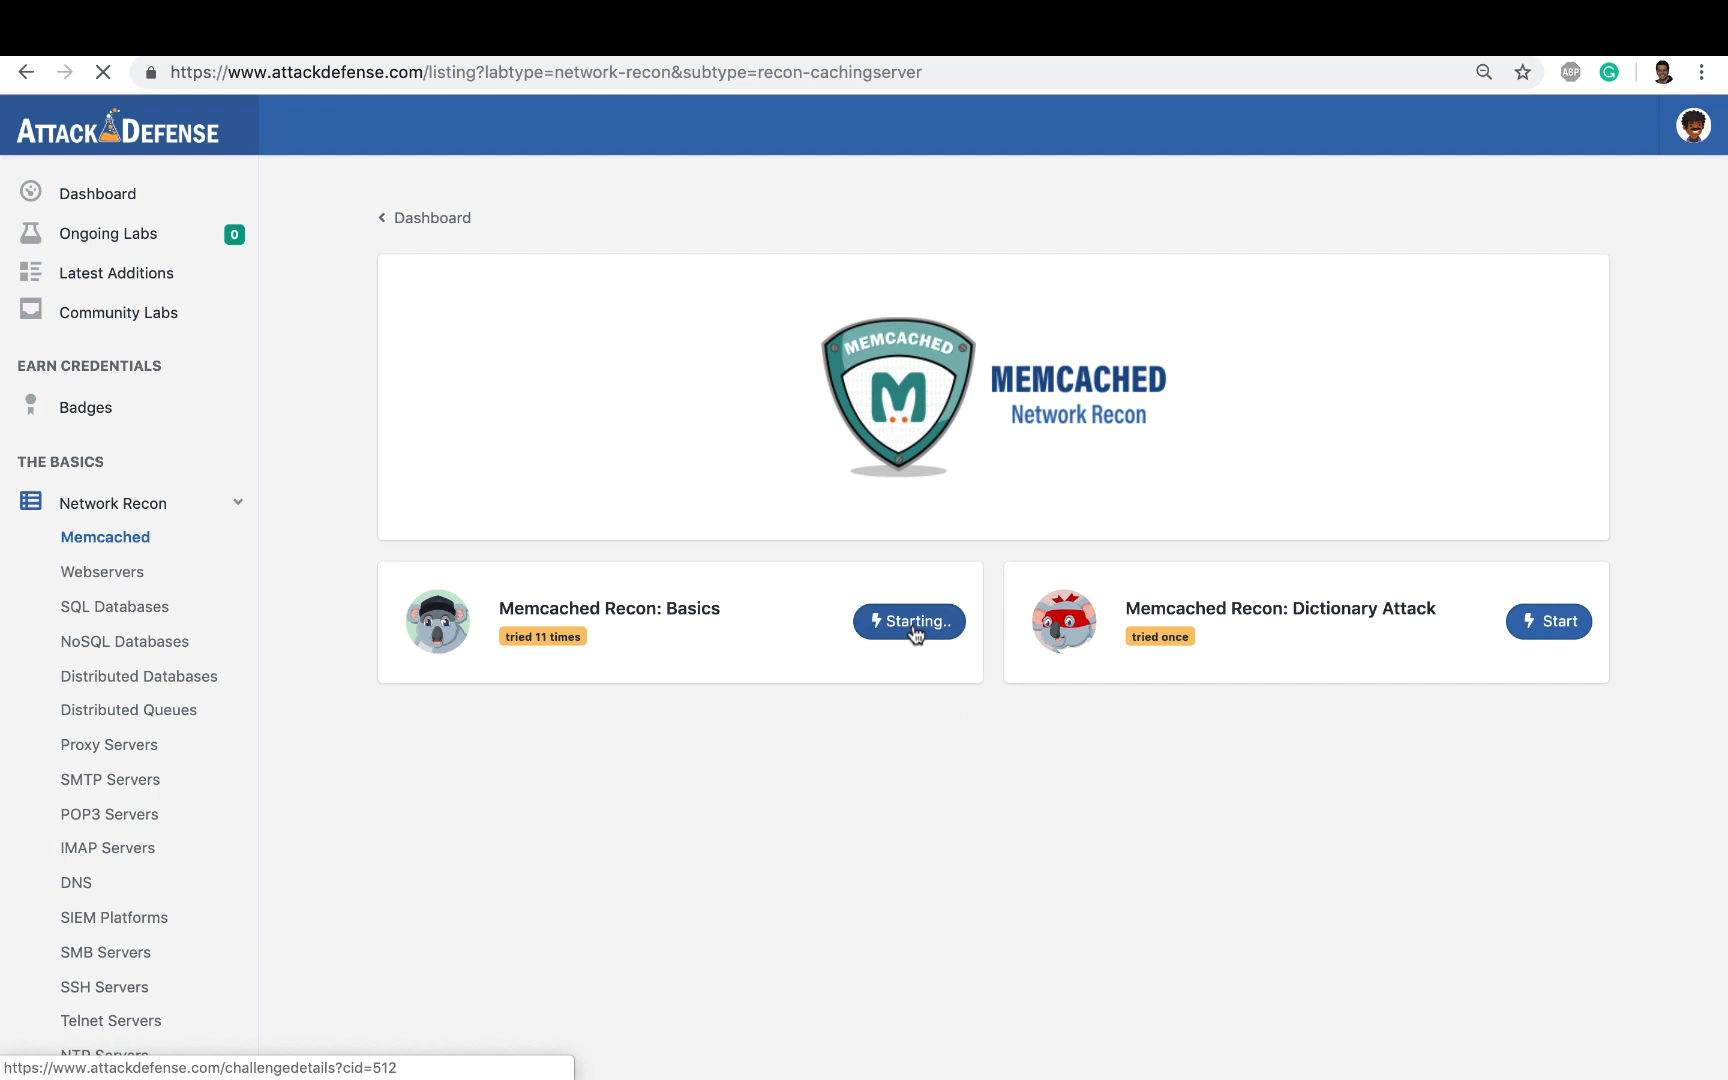 https://www.attackdefense.com/listing?labtype=network-recon&subtype=recon-cachingserver
ABP
G
ATTACK DEFENSE
Dashboard
Ongoing Labs 0
Latest Additions
Community Labs
EARN CREDENTIALS
Badges
THE BASICS
Network Recon
Memcached
Webservers
SQL Databases
NoSQL Databases
Distributed Databases
Distributed Queues
Proxy Servers
SMTP Servers
POP3 Servers
IMAP Servers
DNS
SIEM Platforms
SMB Servers
SSH Servers
Telnet Servers
NTP Servers
https://www.attackdefense.com/challengedetails?cid=512
Dashboard
MEMCACHED
M
MEMCACHED
Network Recon
Memcached Recon: Basics
tried 11 times
Starting..
Memcached Recon: Dictionary Attack
tried once
Start